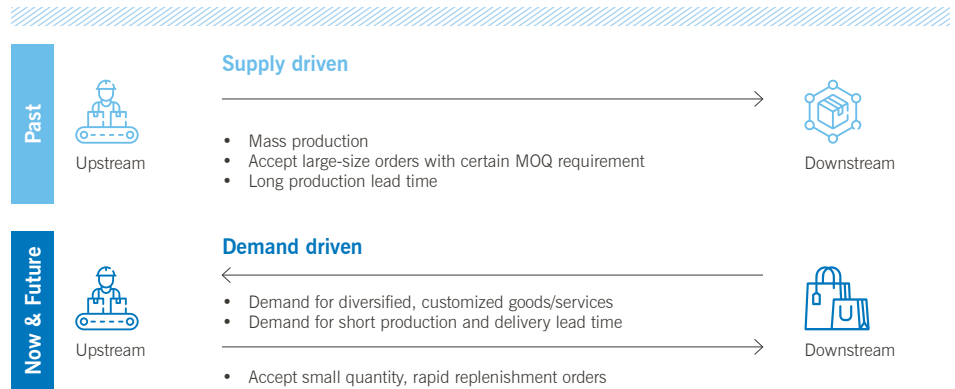 Past
Supply driven
Upstream
• Mass production
• Accept large-size orders with certain MOQ requirement
• Long production lead time
Downstream
Now & Future
Demand driven
• Demand for diversified, customized goods/services
• Demand for short production and delivery lead time
Upstream
Downstream
• Accept small quantity, rapid replenishment orders